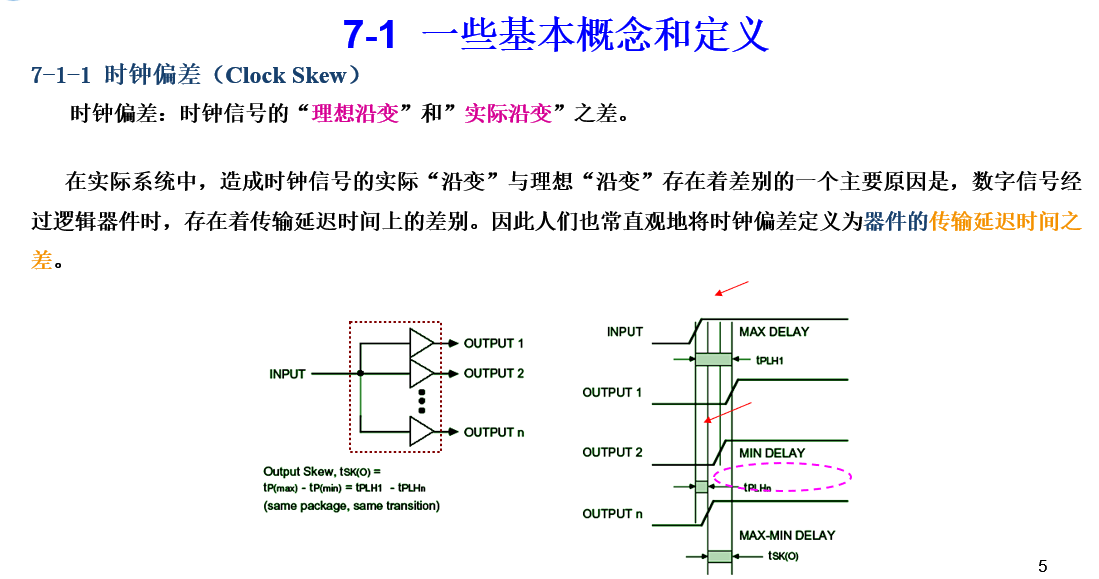 7-1 一些基本概念和定义
7-1-1 时钟偏差（Clock Skew）
时钟偏差：时钟信号的“理想沿变”和”实际沿变”之差。
在实际系统中，造成时钟信号的实际“沿变”与理想“沿变”存在着差别的一个主要原因是，数字信号经
过逻辑器件时，存在着传输延迟时间上的差别。因此人们也常直观地将时钟偏差定义为器件的传输延迟时间之
差。
INPUT
OUTPUT 1
OUTPUT 2
OUTPUT n
Output Skew, tSK(O) =
tP(max) - tP(min) = tPLH1 - tPLHn
(same package, same transition)
INPUT
MAX DELAY
tPLH1
OUTPUT 1
OUTPUT 2
MIN DELAY
tPLHn
OUTPUT n
MAX-MIN DELAY
tSK(O)
5